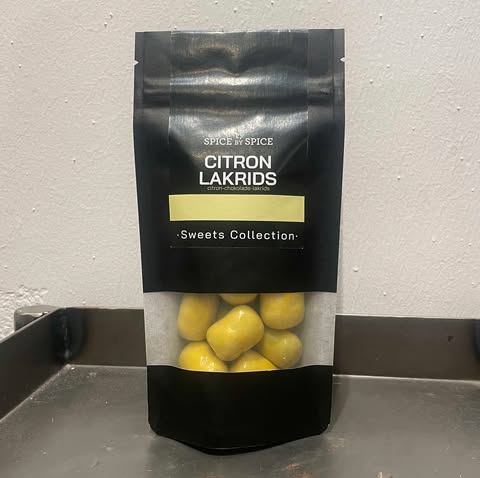 SPICE BY SPICE
CITRON
LAKRIDS
citron-chokolade-lakrids
·Sweets Collection·